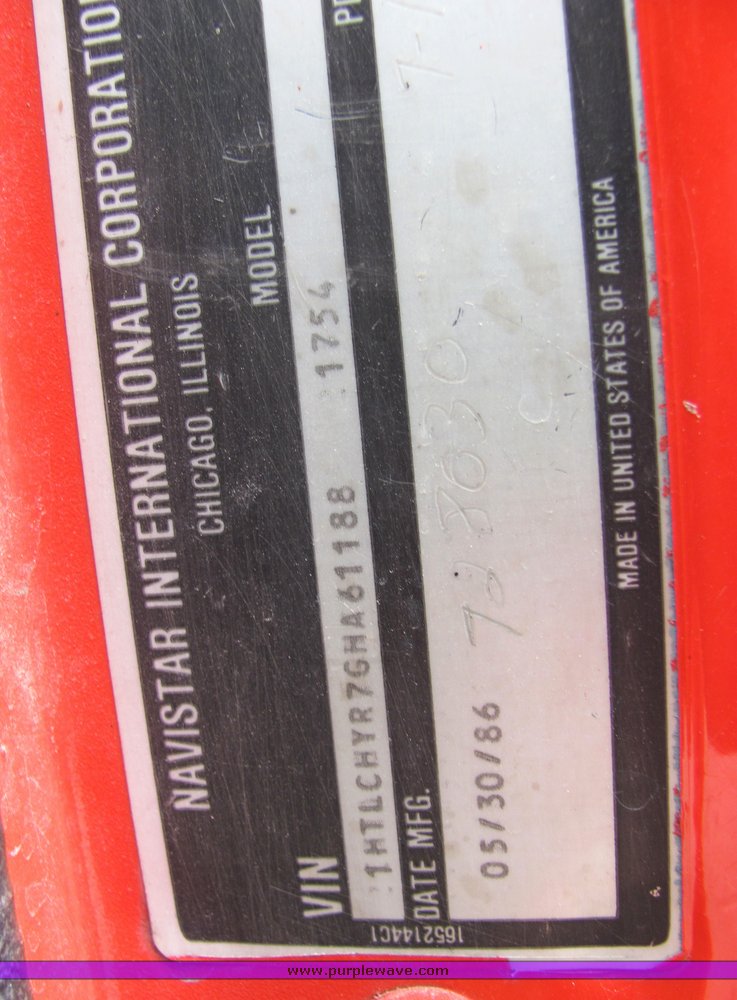 NAVISTAR INTERNATIONAL CORPORATION
CHICAGO, ILLINOIS
VIN MODEL
1HTLCHYR7GHA61188 1754
DATE MFG.
05/30/86
MADE IN UNITED STATES OF AMERICA
1652144C1
www.purplewave.com